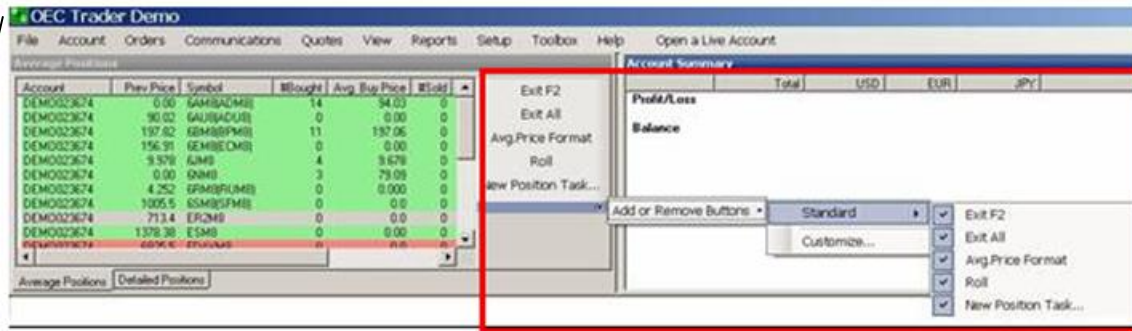 OEC Trader Demo
File Account Orders Communications Quotes View Reports Setup Toolbox Help Open a Live Account
Average Positions
Account Summary
Account Prev.Price Symbol #Bought Avg. Buy Price #Sold
DEMO023674 0.00 6AM8(ADM8) 14 94.03 0
DEMO023674 90.02 6AU8(ADU8) 0 0.00 0
DEMO023674 197.82 6BM8(BPM8) 11 197.06 0
DEMO023674 156.91 6EM8(ECM8) 0 0.00 0
DEMO023674 9.578 6JM8 4 9.678 0
DEMO023674 0.00 6NM8 3 79.09 0
DEMO023674 4.252 6RM8(RUM8) 0 0.000 0
DEMO023674 1005.5 6SM8(SFM8) 0 0.0 0
DEMO023674 713.4 ER2M8 0 0.0 0
DEMO023674 1378.38 ESM8 0 0.00 0
Average Positions Detailed Positions
Exit F2
Exit All
Avg.Price Format
Roll
New Position Task...
Total USD EUR JPY
Profit/Loss
Balance
Add or Remove Buttons
Standard
Customize...
Exit F2
Exit All
Avg.Price Format
Roll
New Position Task...